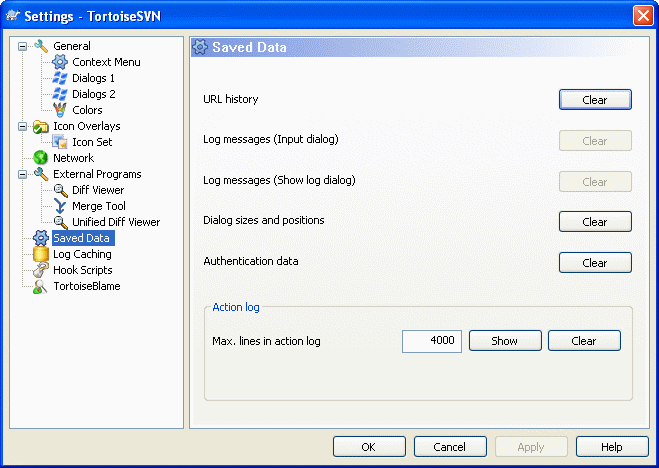 Settings - TortoiseSVN
General
Context Menu
Dialogs 1
Dialogs 2
Colors
Icon Overlays
Icon Set
Network
External Programs
Diff Viewer
Merge Tool
Unified Diff Viewer
Saved Data
Log Caching
Hook Scripts
TortoiseBlame
Saved Data
URL history Clear
Log messages (Input dialog) Clear
Log messages (Show log dialog) Clear
Dialog sizes and positions Clear
Authentication data Clear
Action log
Max. lines in action log 4000 Show Clear
OK Cancel Apply Help